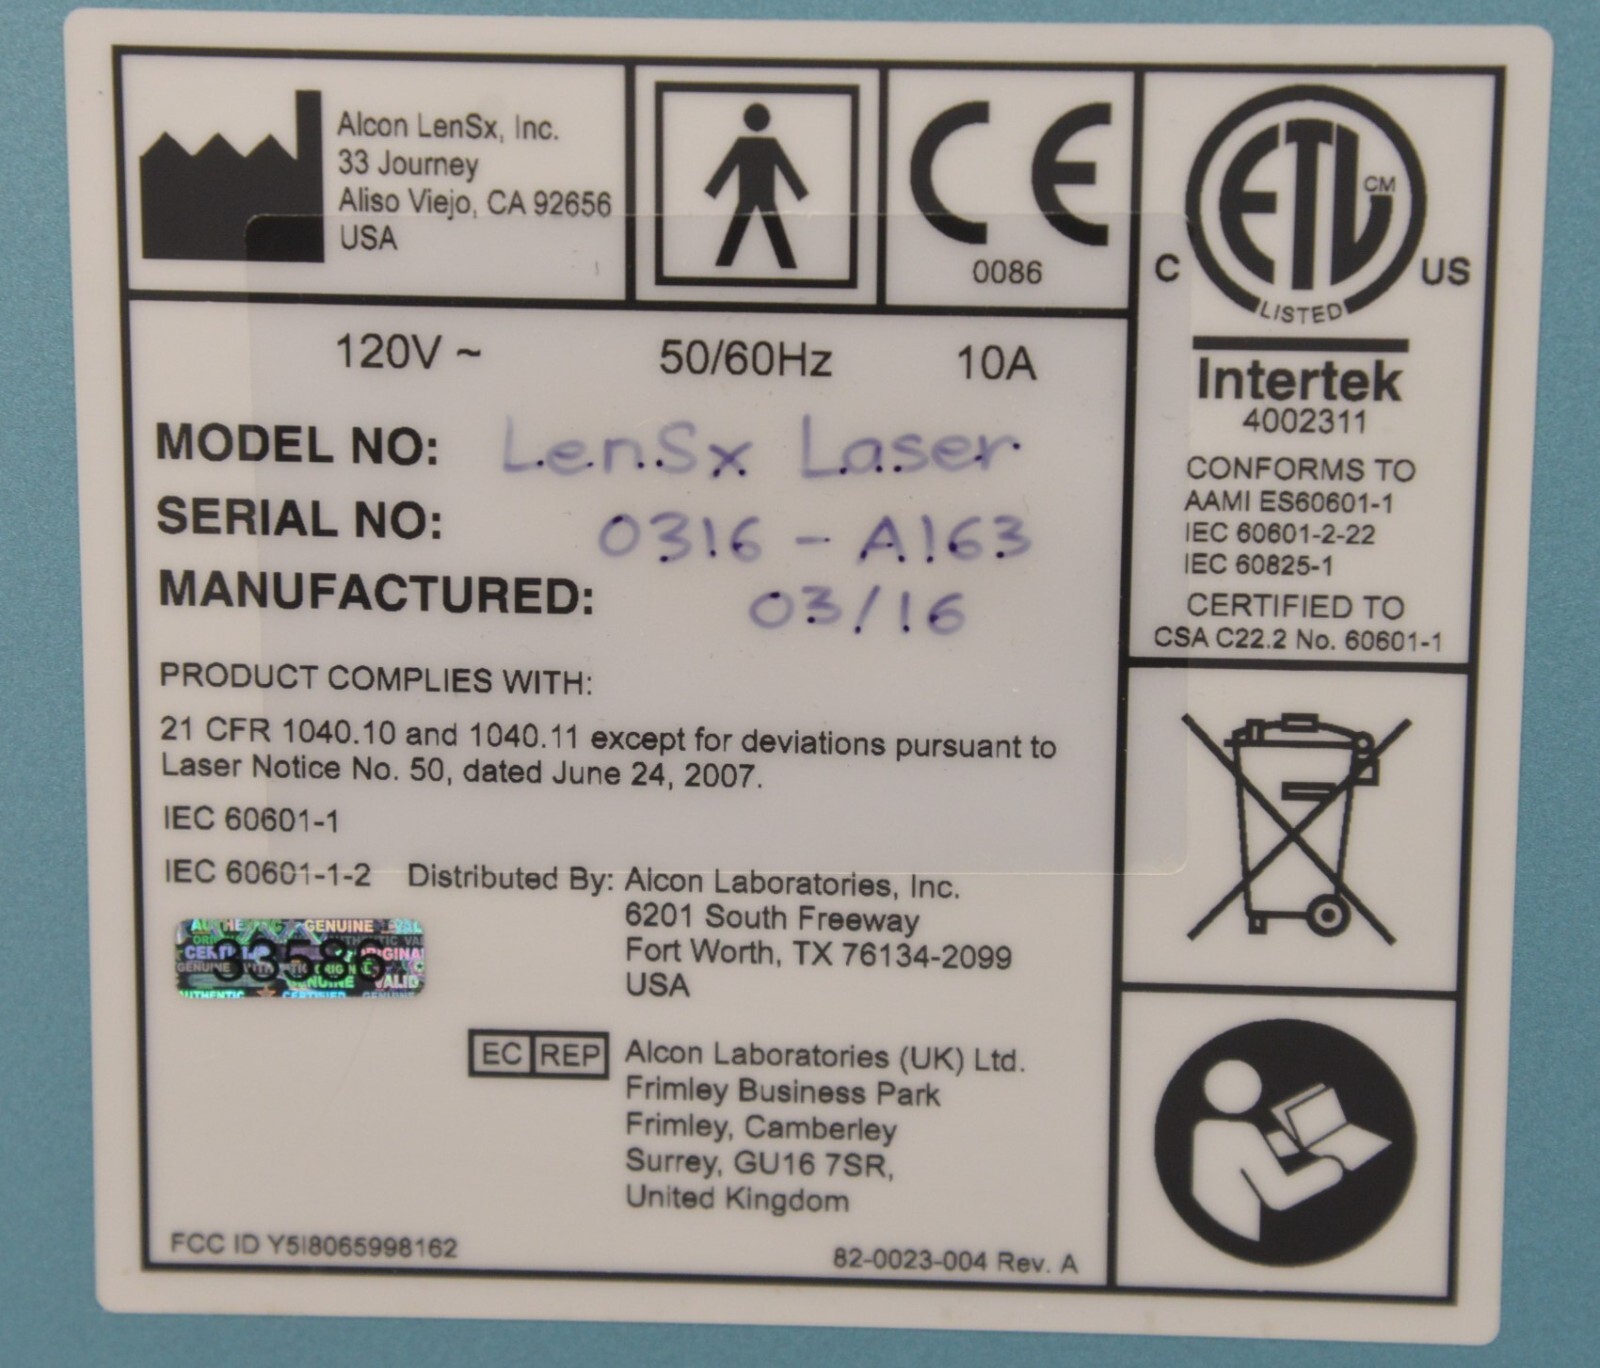 Alcon LenSx, Inc.
33 Journey
Aliso Viejo, CA 92656
USA
CE
0086
ETL CM
C US
LISTED
Intertek
4002311
CONFORMS TO
AAMI ES60601-1
IEC 60601-2-22
IEC 60825-1
CERTIFIED TO
CSA C22.2 No. 60601-1
120V ~ 50/60Hz 10A
MODEL NO: LenSx Laser
SERIAL NO: 0316-A163
MANUFACTURED: 03/16
PRODUCT COMPLIES WITH:
21 CFR 1040.10 and 1040.11 except for deviations pursuant to
Laser Notice No. 50, dated June 24, 2007.
IEC 60601-1
IEC 60601-1-2 Distributed By: Alcon Laboratories, Inc.
6201 South Freeway
Fort Worth, TX 76134-2099
USA
GENUINE
AUTHENTIC
EC REP Alcon Laboratories (UK) Ltd.
Frimley Business Park
Frimley, Camberley
Surrey, GU16 7SR,
United Kingdom
FCC ID Y5I8065998162 82-0023-004 Rev. A